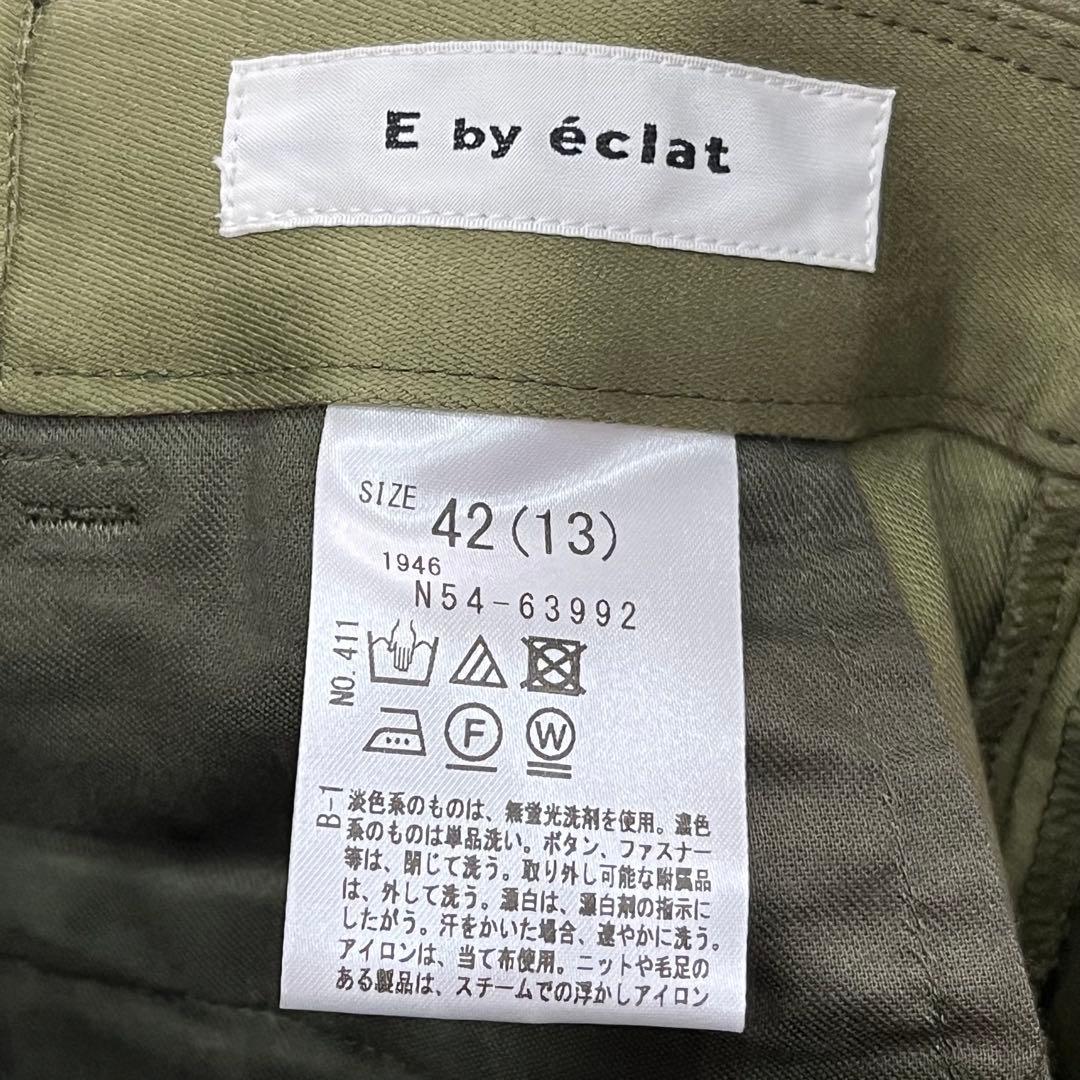 E by éclat
SIZE 42(13)
1946
N54-63992
NO.411
F
W
B-1
淡色系のものは、無蛍光洗剤を使用。濃色
系のものは単品洗い。ボタン、ファスナー
等は、閉じて洗う。取り外し可能な附属品
は、外して洗う。漂白は、漂白剤の指示に
したがう。汗をかいた場合、速やかに洗う。
アイロンは、当て布使用。ニットや毛足の
ある製品は、スチームでの浮かしアイロン